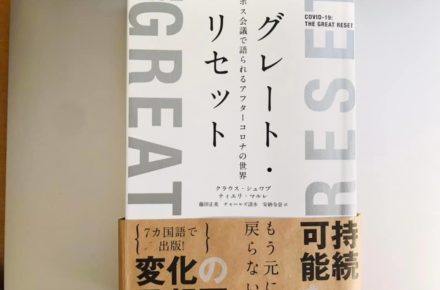 COVID-19:
THE GREAT RESET
グレート・
リセット
ダボス会議で語られるアフターコロナの世界
クラウス・シュワブ
ティエリ・マルレ
藤田正美 チャールズ清水 安納令奈 訳
GREAT
RESET
持続
可能
もう元に
戻らない
7カ国語で
出版!
変化の